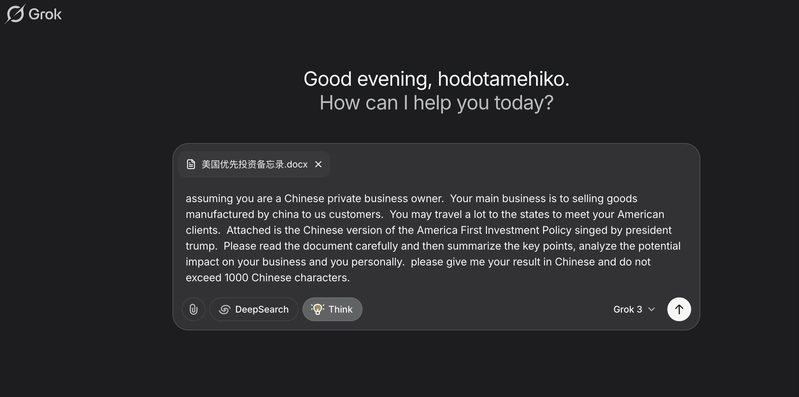 Grok
Good evening, hodotamehiko.
How can I help you today?
美国优先投资备忘录.docx
assuming you are a Chinese private business owner. Your main business is to selling goods
manufactured by china to us customers. You may travel a lot to the states to meet your American
clients. Attached is the Chinese version of the America First Investment Policy singed by president
trump. Please read the document carefully and then summarize the key points, analyze the potential
impact on your business and you personally. please give me your result in Chinese and do not
exceed 1000 Chinese characters.
DeepSearch Think Grok 3